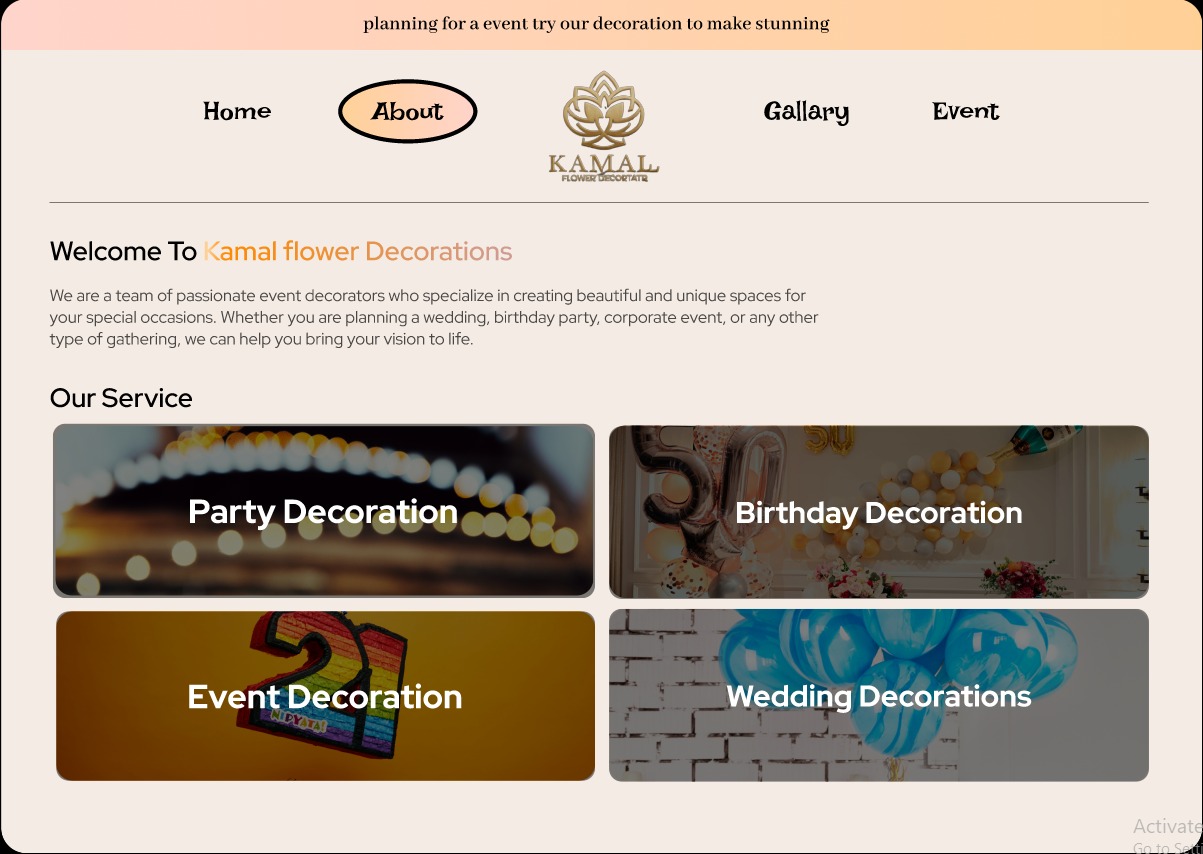 planning for a event try our decoration to make stunning
Home
About
KAMAL
FLOWER DECORTATE
Gallary
Event
Welcome To Kamal flower Decorations
We are a team of passionate event decorators who specialize in creating beautiful and unique spaces for
your special occasions. Whether you are planning a wedding, birthday party, corporate event, or any other
type of gathering, we can help you bring your vision to life.
Our Service
Party Decoration
50
50
Birthday Decoration
21
NIDYATA!
Event Decoration
Wedding Decorations
Activate
Go to Sett